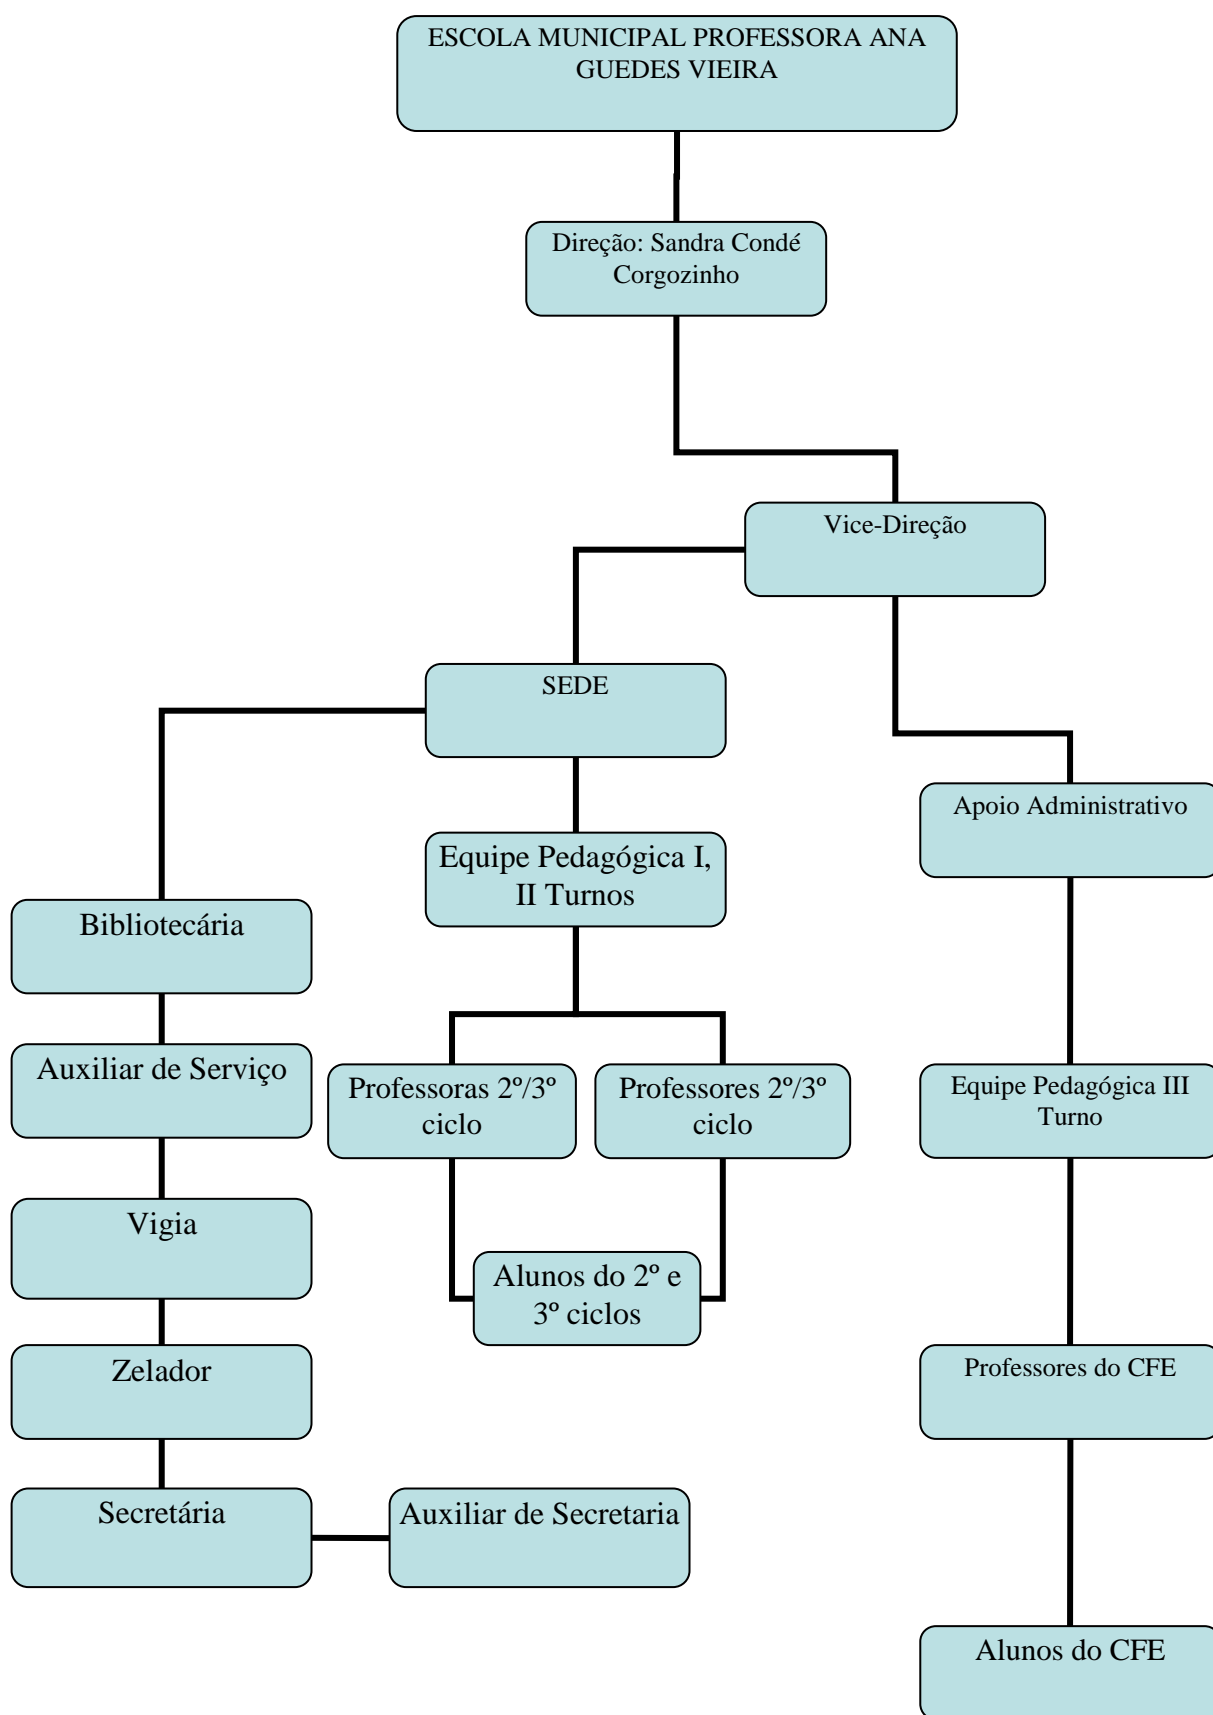 ESCOLA MUNICIPAL PROFESSORA ANA
GUEDES VIEIRA
Direção: Sandra Condé
Corgozinho
Vice-Direção
SEDE
Apoio Administrativo
Equipe Pedagógica I,
II Turnos
Bibliotecária
Auxiliar de Serviço
Professoras 2º/3º
ciclo
Professores 2º/3º
ciclo
Equipe Pedagógica III
Turno
Vigia
Alunos do 2º e
3º ciclos
Zelador
Professores do CFE
Secretária
Auxiliar de Secretaria
Alunos do CFE